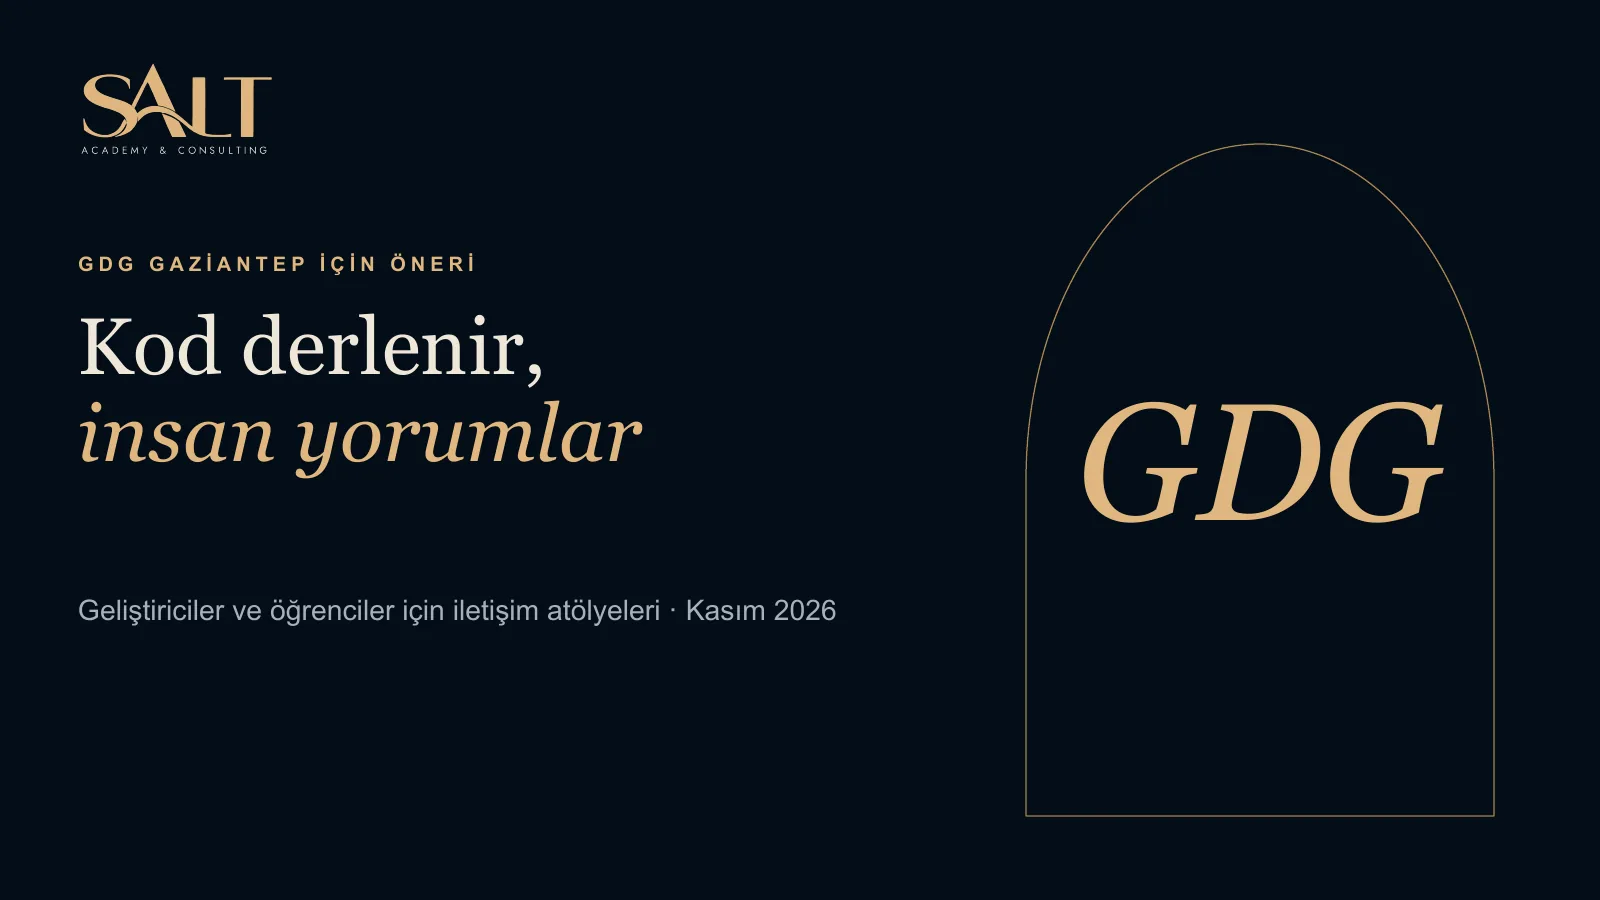 SALT
ACADEMY & CONSULTING
GDG GAZİANTEP İÇİN ÖNERİ
Kod derlenir,
insan yorumlar
GDG
Geliştiriciler ve öğrenciler için iletişim atölyeleri · Kasım 2026